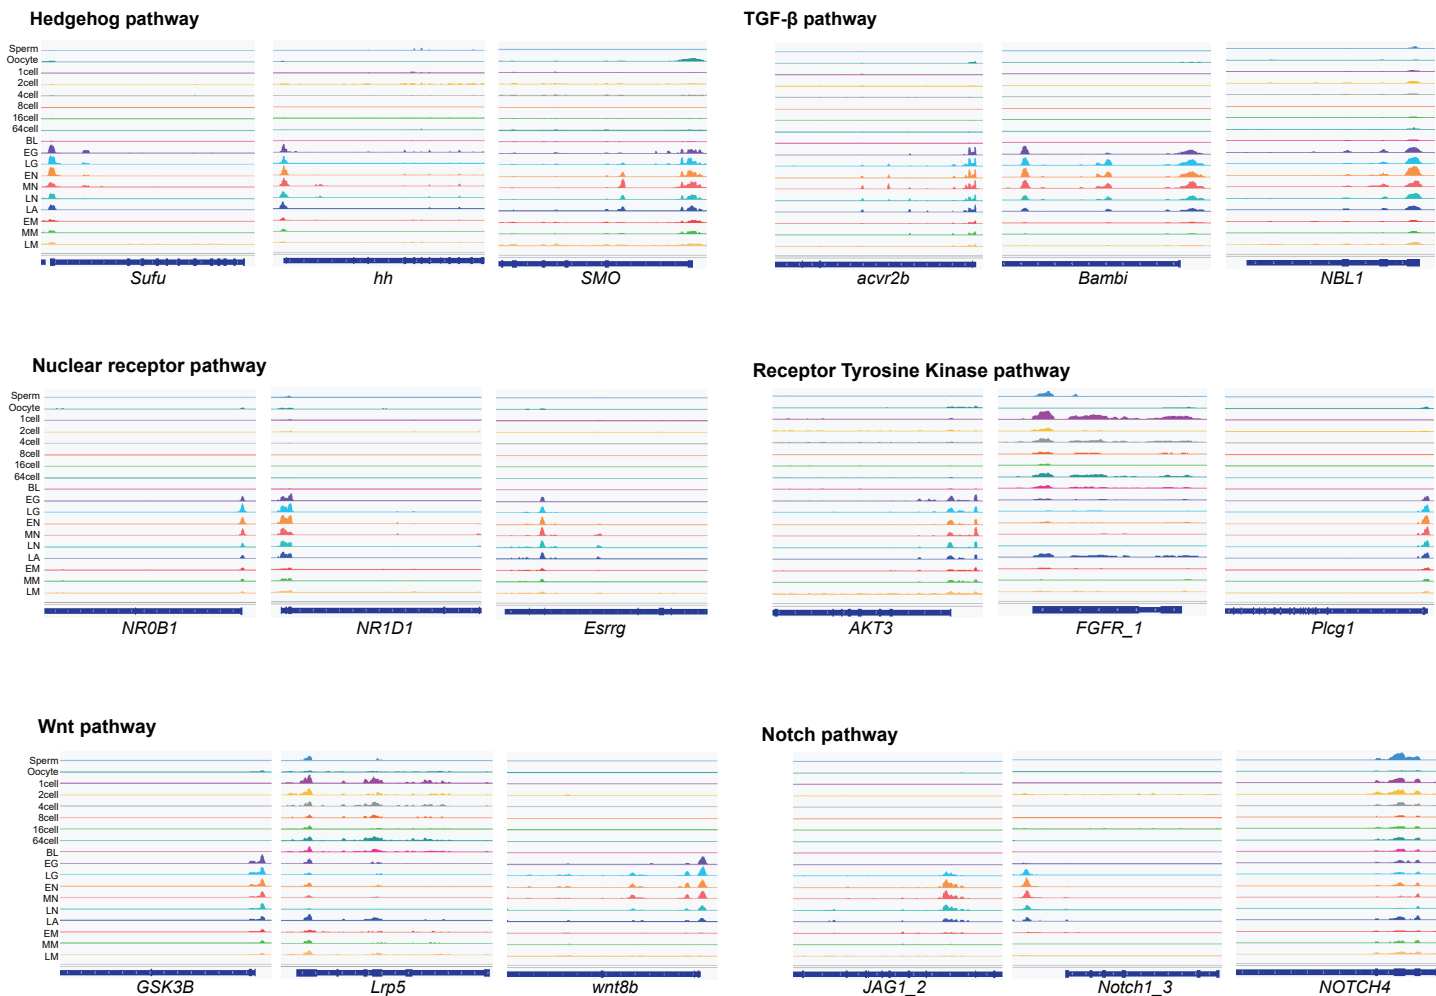 Hedgehog pathway
Sperm
Oocyte
1cell
2cell
4cell
8cell
16cell
64cell
BL
EG
LG
EN
MN
LN
LA
EM
MM
LM
Sufu
hh
SMO
TGF-β pathway
acvr2b
Bambi
NBL1
Nuclear receptor pathway
Sperm
Oocyte
1cell
2cell
4cell
8cell
16cell
64cell
BL
EG
LG
EN
MN
LN
LA
EM
MM
LM
NR0B1
NR1D1
Esrrg
Receptor Tyrosine Kinase pathway
AKT3
FGFR_1
Plcg1
Wnt pathway
Sperm
Oocyte
1cell
2cell
4cell
8cell
16cell
64cell
BL
EG
LG
EN
MN
LN
LA
EM
MM
LM
GSK3B
Lrp5
wnt8b
Notch pathway
JAG1_2
Notch1_3
NOTCH4